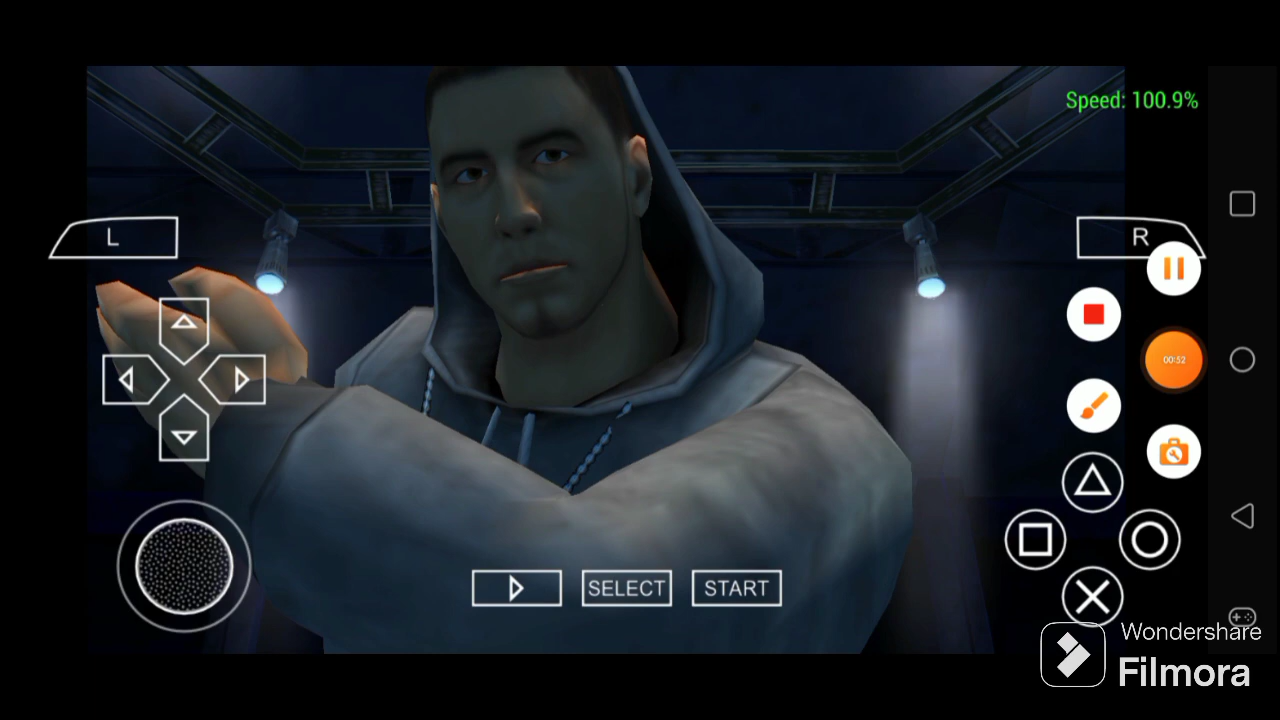 Speed: 100.9%
L
R
00:52
SELECT
START
Wondershare
Filmora